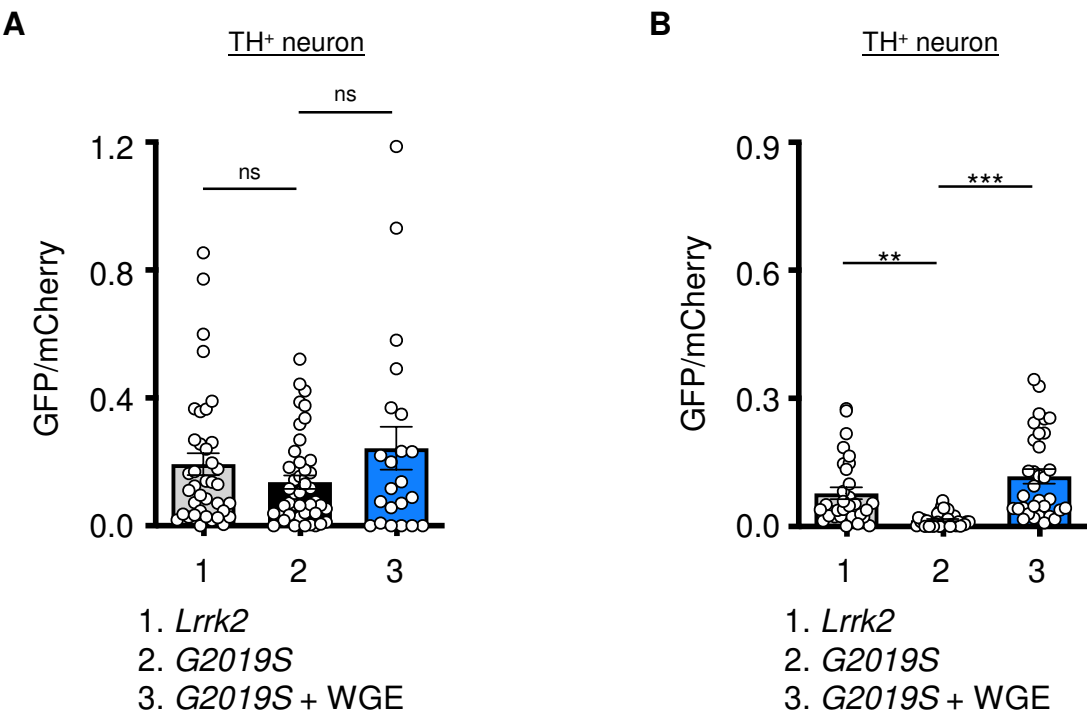 A
TH⁺ neuron
ns
ns
1.2
0.8
0.4
0.0
GFP/mCherry
1 2 3
1. Lrrk2
2. G2019S
3. G2019S + WGE
B
TH⁺ neuron
***
**
0.9
0.6
0.3
0.0
GFP/mCherry
1 2 3
1. Lrrk2
2. G2019S
3. G2019S + WGE